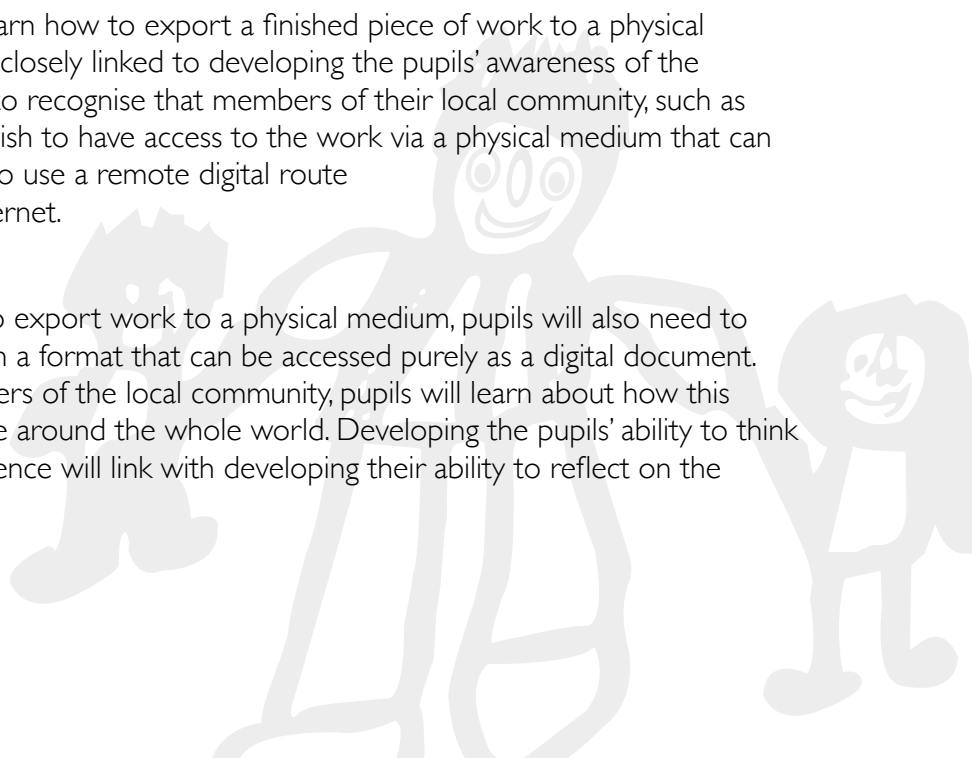 arn how to export a finished piece of work to a physical
closely linked to developing the pupils’ awareness of the
to recognise that members of their local community, such as
ish to have access to the work via a physical medium that can
o use a remote digital route
ernet.
o export work to a physical medium, pupils will also need to
n a format that can be accessed purely as a digital document.
ers of the local community, pupils will learn about how this
e around the whole world. Developing the pupils’ ability to think
ence will link with developing their ability to reflect on the